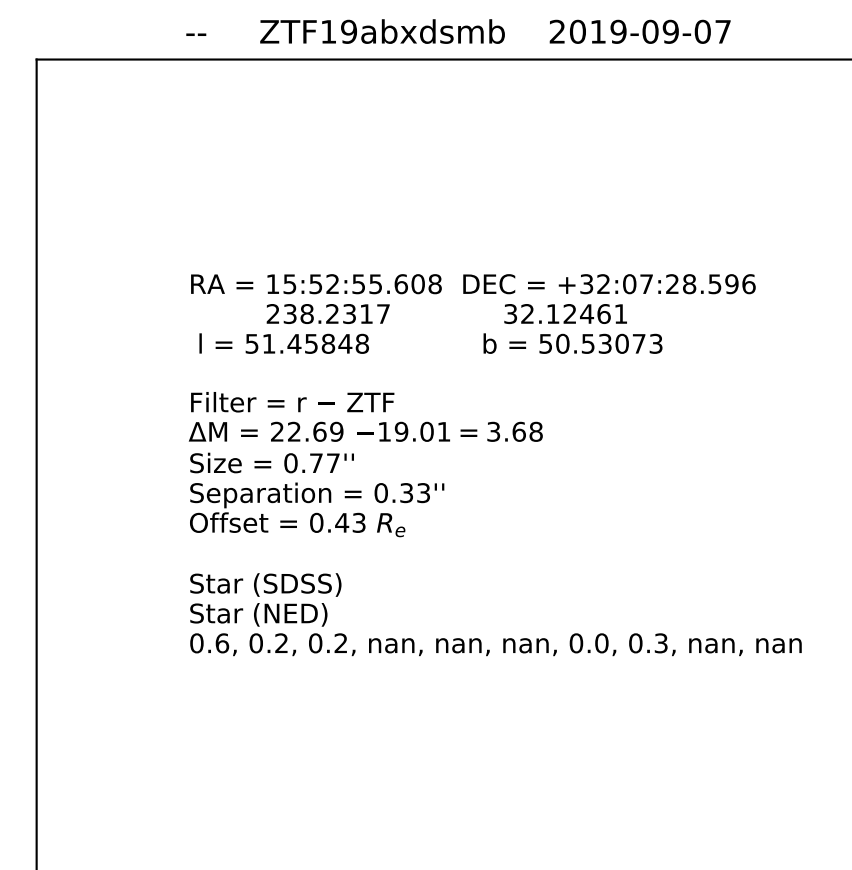 -- ZTF19abxdsmb 2019-09-07
RA = 15:52:55.608 DEC = +32:07:28.596
238.2317 32.12461
l = 51.45848 b = 50.53073
Filter = r − ZTF
ΔM = 22.69 −19.01 = 3.68
Size = 0.77''
Separation = 0.33''
Offset = 0.43 Rₑ
Star (SDSS)
Star (NED)
0.6, 0.2, 0.2, nan, nan, nan, 0.0, 0.3, nan, nan